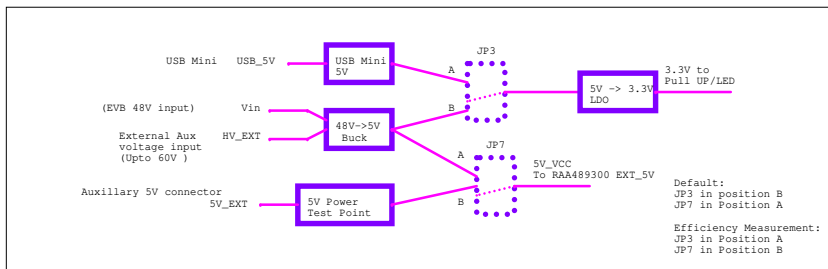 USB Mini USB_5V
USB Mini
5V
JP3
A
B
5V -> 3.3V
LDO
3.3V to
Pull UP/LED
(EVB 48V input) Vin
External Aux
voltage input
(Upto 60V )
HV_EXT
48V->5V
Buck
JP7
A
B
5V_VCC
To RAA489300 EXT_5V
Auxillary 5V connector
5V_EXT
5V Power
Test Point
Default:
JP3 in position B
JP7 in Position A
Efficiency Measurement:
JP3 in Position A
JP7 in Position B